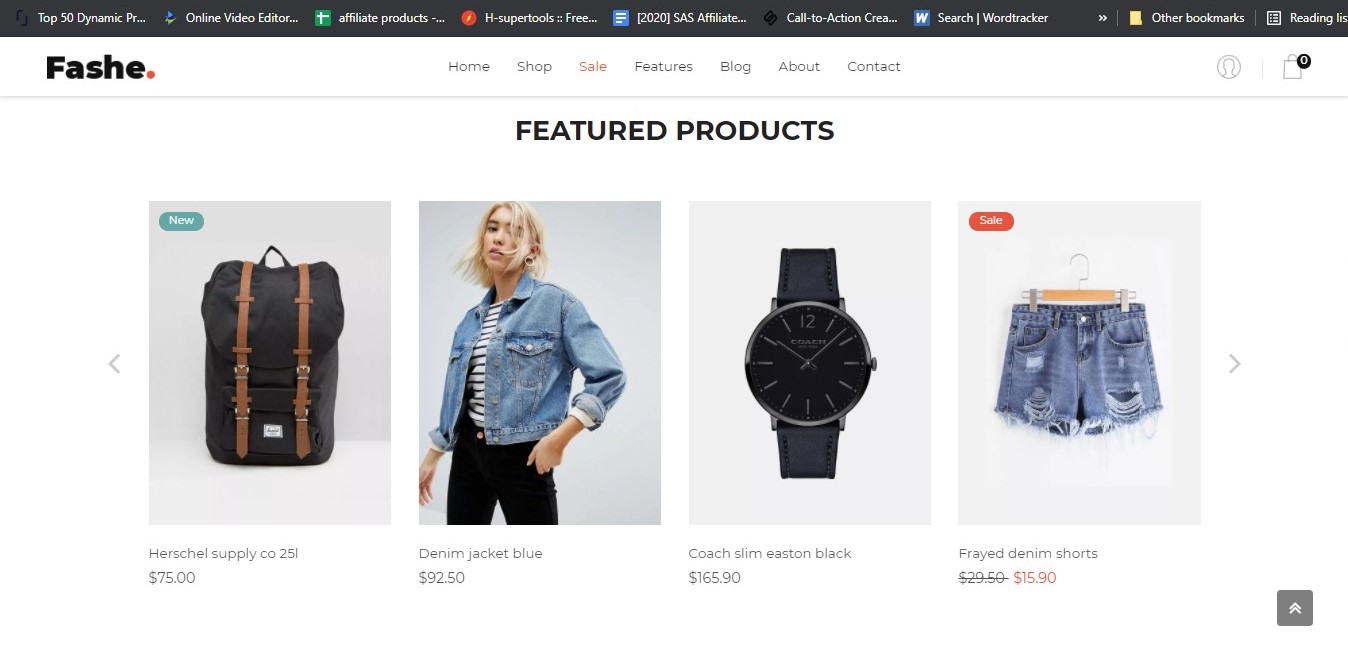 Top 50 Dynamic Pr... Online Video Editor... affiliate products -... H-supertools :: Free... [2020] SAS Affiliate... Call-to-Action Crea... Search | Wordtracker » Other bookmarks Reading lis
Fashe. Home Shop Sale Features Blog About Contact 0
FEATURED PRODUCTS
New
Sale
12
COACH
Herschel supply co 25l
$75.00
Denim jacket blue
$92.50
Coach slim easton black
$165.90
Frayed denim shorts
$29.50 $15.90